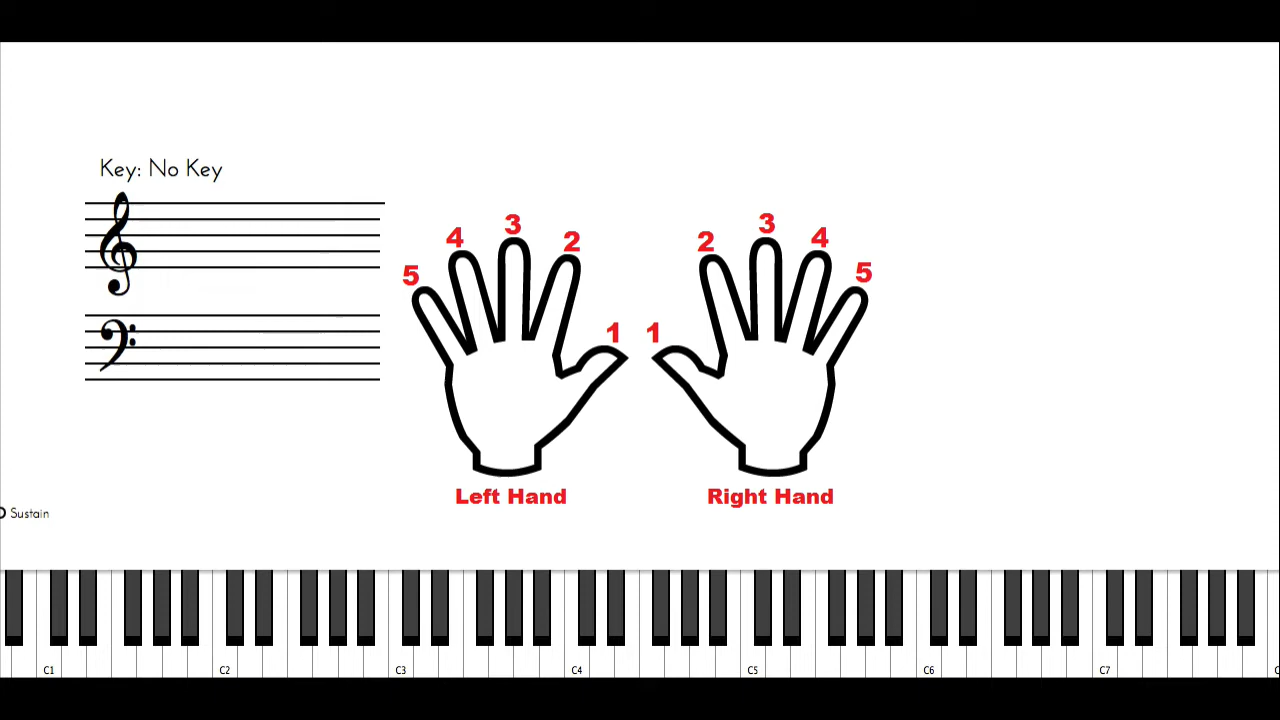 Key: No Key
3 3
4 2 2 4
5 5
1 1
Left Hand Right Hand
Sustain
C1 C2 C3 C4 C5 C6 C7